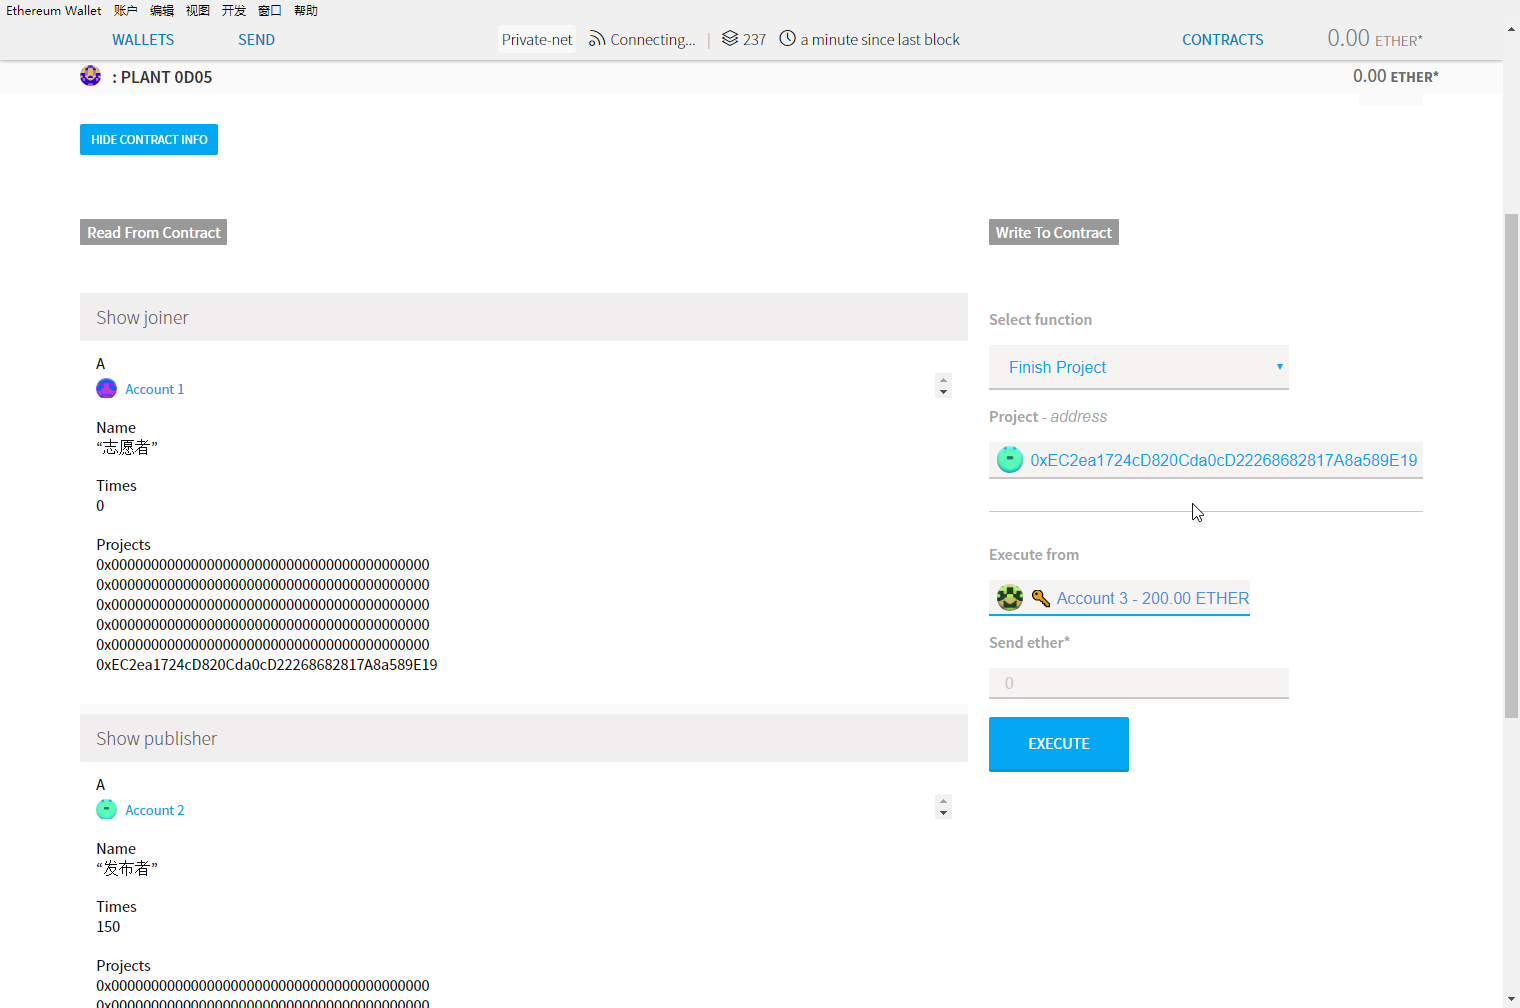 Ethereum Wallet 账户 编辑 视图 开发 窗口 帮助
WALLETS SEND Private-net Connecting... | 237 a minute since last block CONTRACTS 0.00 ETHER*
: PLANT 0D05 0.00 ETHER*
HIDE CONTRACT INFO
Read From Contract
Show joiner
A
Account 1
Name
“志愿者”
Times
0
Projects
0x0000000000000000000000000000000000000000
0x0000000000000000000000000000000000000000
0x0000000000000000000000000000000000000000
0x0000000000000000000000000000000000000000
0x0000000000000000000000000000000000000000
0xEC2ea1724cD820Cda0cD22268682817A8a589E19
Show publisher
A
Account 2
Name
“发布者”
Times
150
Projects
0x0000000000000000000000000000000000000000
0x0000000000000000000000000000000000000000
Write To Contract
Select function
Finish Project
Project - address
0xEC2ea1724cD820Cda0cD22268682817A8a589E19
Execute from
Account 3 - 200.00 ETHER
Send ether*
0
EXECUTE